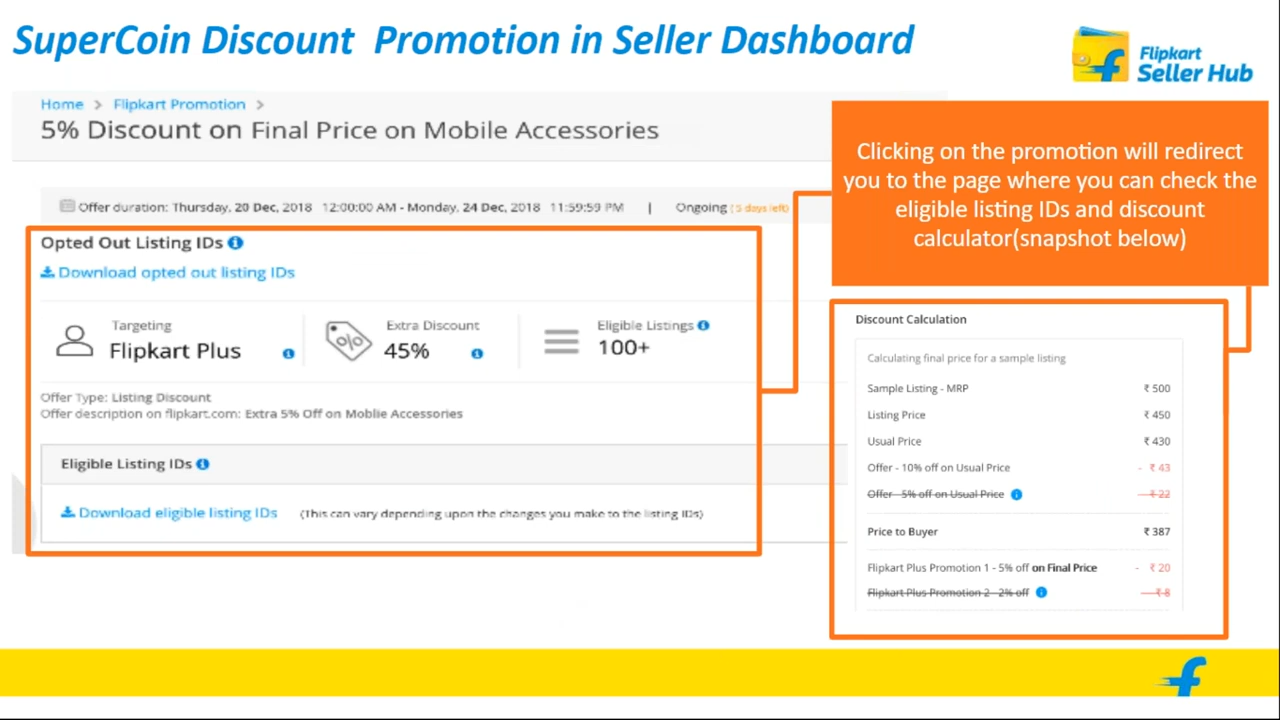 SuperCoin Discount Promotion in Seller Dashboard
Flipkart
Seller Hub
Home > Flipkart Promotion >
5% Discount on Final Price on Mobile Accessories
Clicking on the promotion will redirect
you to the page where you can check the
eligible listing IDs and discount
calculator(snapshot below)
Offer duration: Thursday, 20 Dec, 2018 12:00:00 AM - Monday, 24 Dec, 2018 11:59:59 PM | Ongoing ( 5 days left)
Opted Out Listing IDs
Download opted out listing IDs
Targeting
Flipkart Plus
Extra Discount
45%
Eligible Listings
100+
Offer Type: Listing Discount
Offer description on flipkart.com: Extra 5% Off on Moblie Accessories
Eligible Listing IDs
Download eligible listing IDs (This can vary depending upon the changes you make to the listing IDs)
Discount Calculation
Calculating final price for a sample listing
Sample Listing - MRP ₹ 500
Listing Price ₹ 450
Usual Price ₹ 430
Offer - 10% off on Usual Price - ₹ 43
Offer - 5% off on Usual Price - ₹ 22
Price to Buyer ₹ 387
Flipkart Plus Promotion 1 - 5% off on Final Price - ₹ 20
Flipkart Plus Promotion 2 - 2% off - ₹ 8